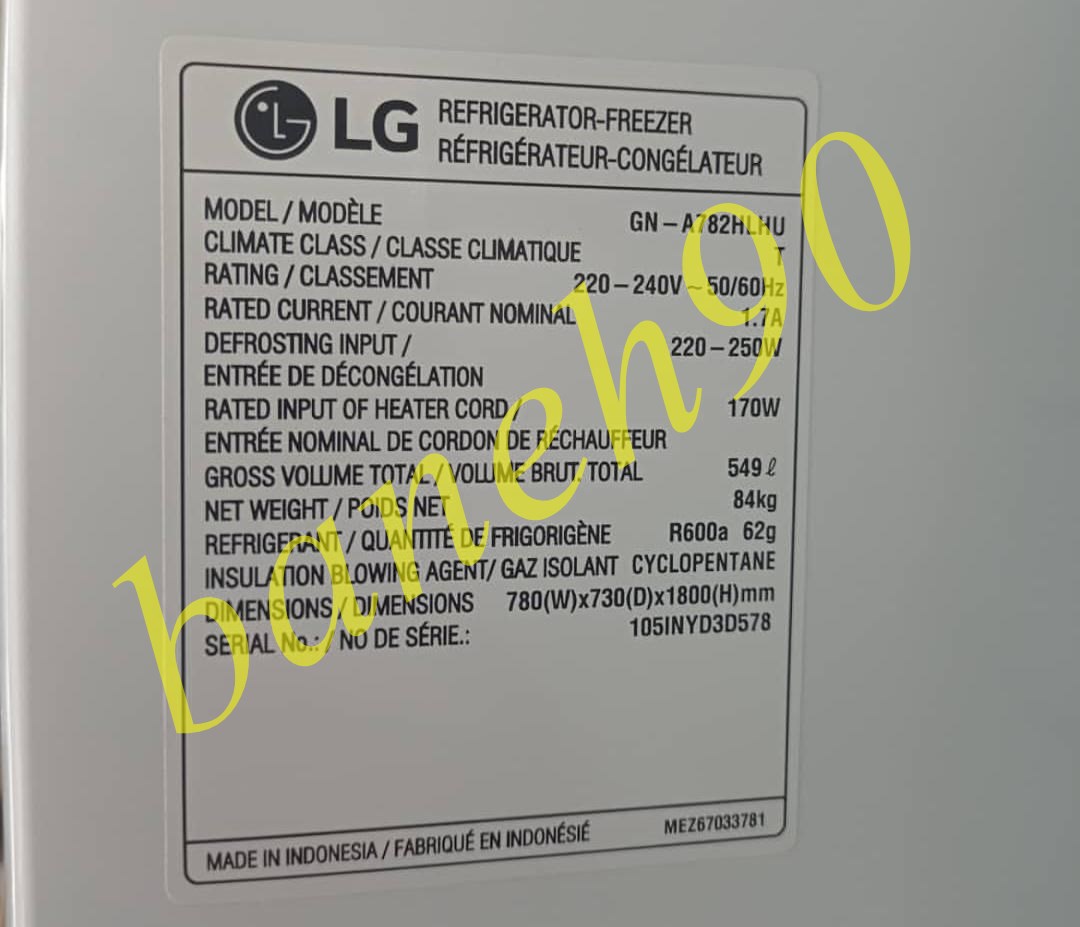 LG REFRIGERATOR-FREEZER
RÉFRIGÉRATEUR-CONGÉLATEUR
MODEL / MODÈLE GN-A782HLHU
CLIMATE CLASS / CLASSE CLIMATIQUE T
RATING / CLASSEMENT 220-240V ~ 50/60Hz
RATED CURRENT / COURANT NOMINAL 1.7A
DEFROSTING INPUT / 220-250W
ENTRÉE DE DÉCONGÉLATION
RATED INPUT OF HEATER CORD / 170W
ENTRÉE NOMINAL DE CORDON DE RÉCHAUFFEUR
GROSS VOLUME TOTAL / VOLUME BRUT. TOTAL 549 ℓ
NET WEIGHT / POIDS NET 84kg
REFRIGERANT / QUANTITÉ DE FRIGORIGÈNE R600a 62g
INSULATION BLOWING AGENT/ GAZ ISOLANT CYCLOPENTANE
DIMENSIONS / DIMENSIONS 780(W)x730(D)x1800(H)mm
SERIAL No.: / NO DE SÉRIE.: 105INYD3D578
MADE IN INDONESIA / FABRIQUÉ EN INDONÉSIÉ MEZ67033781
baneh90